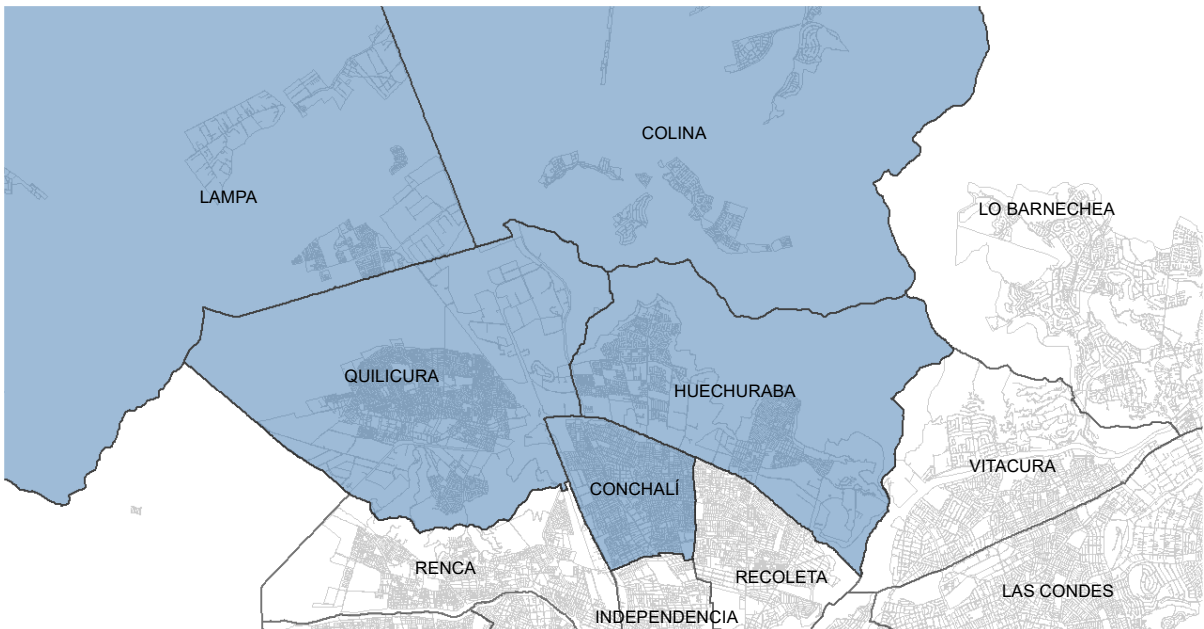 COLINA
LAMPA
LO BARNECHEA
QUILICURA
HUECHURABA
VITACURA
CONCHALÍ
RENCA
RECOLETA
LAS CONDES
INDEPENDENCIA